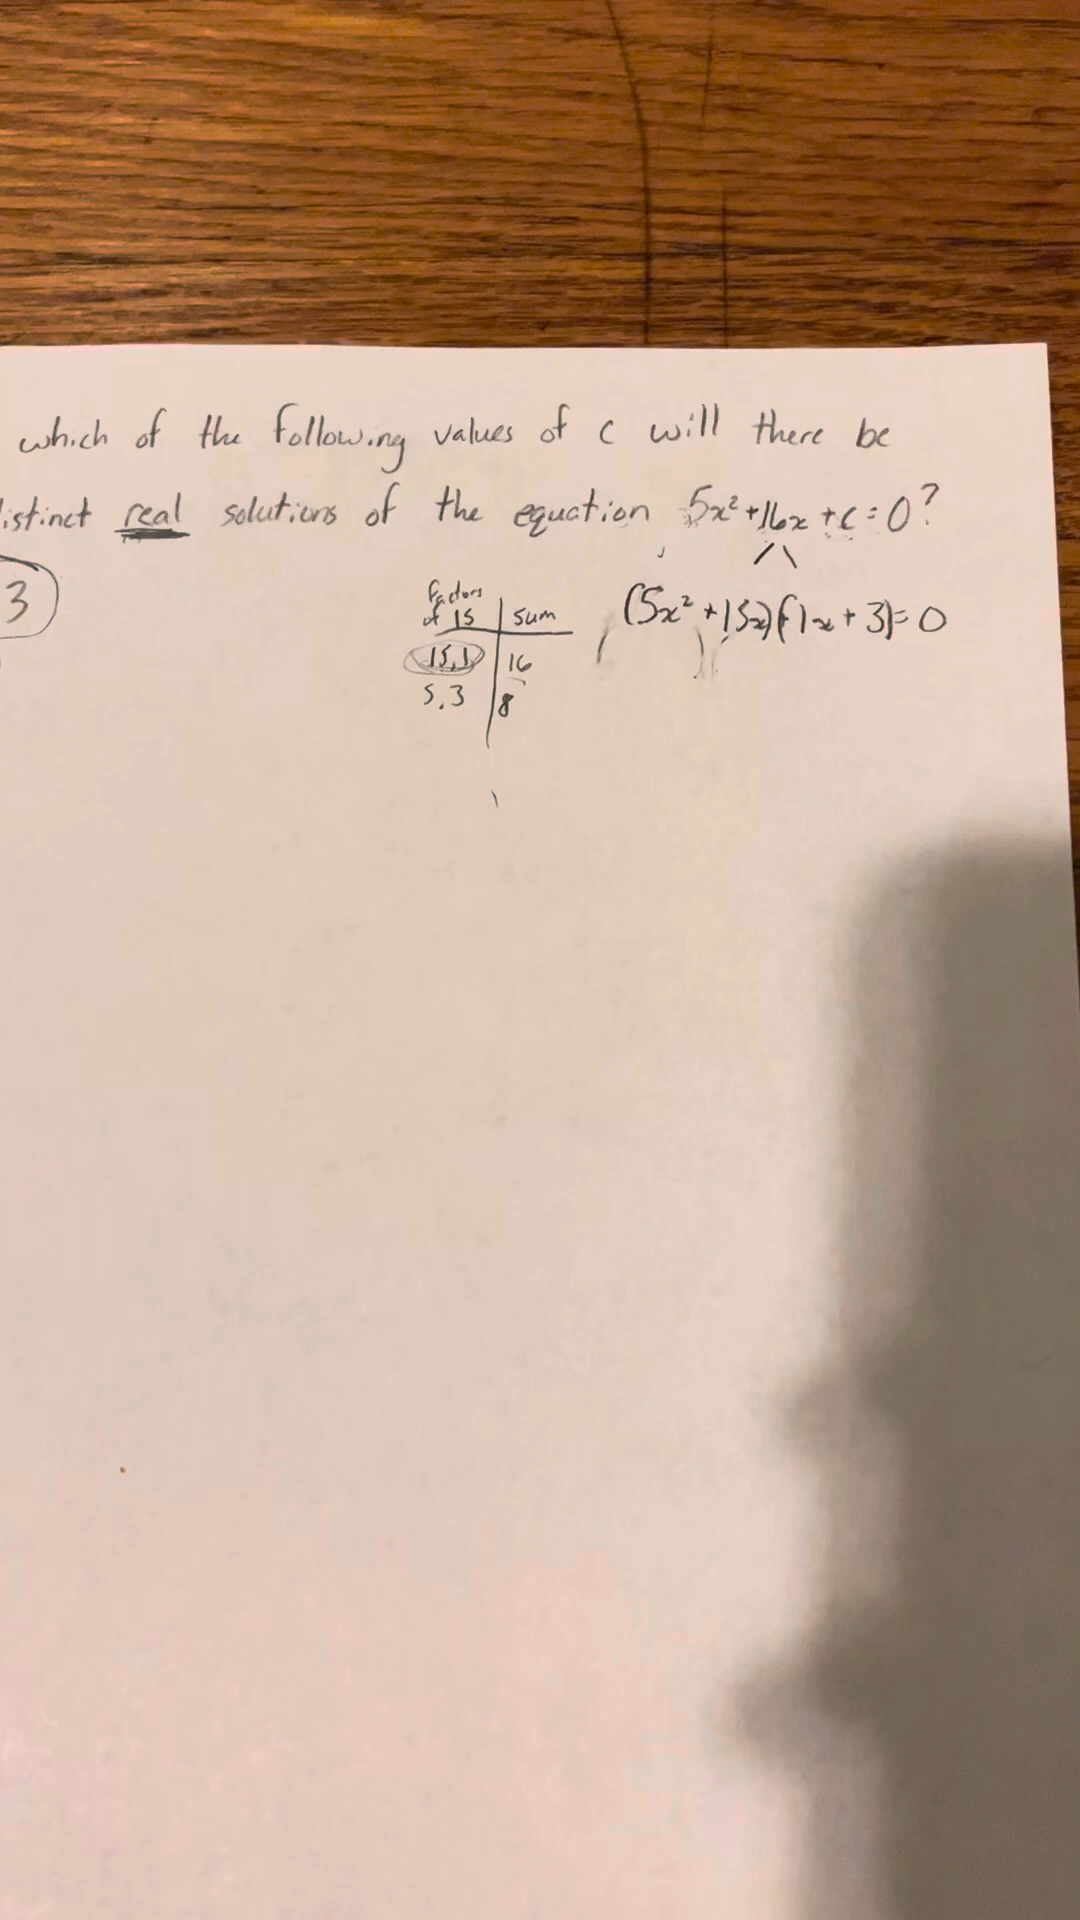 which of the following values of c will there be
istinct real solutions of the equation 5x² + 16x + c = 0?
3
factors of 15 | sum
15, 1 | 16
5, 3 | 8
(5x² + 15x)(+1x + 3) = 0